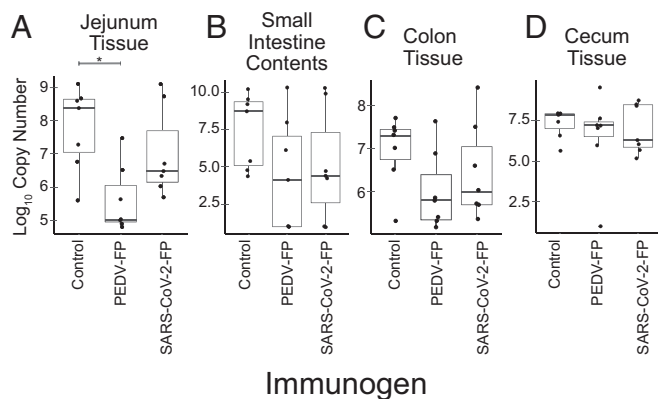 A
Jejunum
Tissue
B
Small
Intestine
Contents
C
Colon
Tissue
D
Cecum
Tissue
Log10 Copy Number
*
9
8
7
6
5
10.0
7.5
5.0
2.5
8
7
6
7.5
5.0
2.5
Control
PEDV-FP
SARS-CoV-2-FP
Control
PEDV-FP
SARS-CoV-2-FP
Control
PEDV-FP
SARS-CoV-2-FP
Control
PEDV-FP
SARS-CoV-2-FP
Immunogen